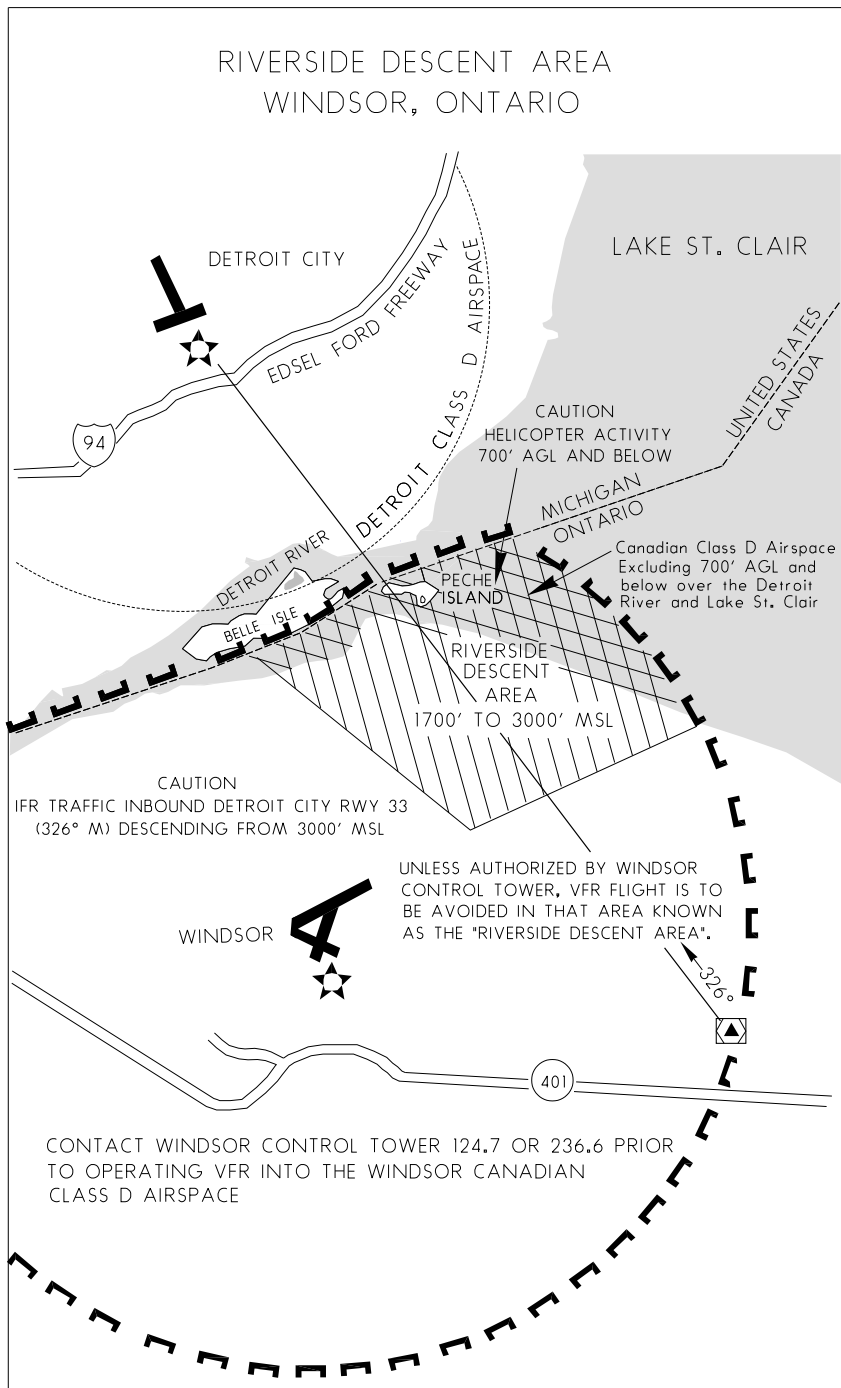 RIVERSIDE DESCENT AREA
WINDSOR, ONTARIO
LAKE ST. CLAIR
DETROIT CITY
EDSEL FORD FREEWAY
DETROIT CLASS D AIRSPACE
UNITED STATES
CANADA
94
CAUTION
HELICOPTER ACTIVITY
700' AGL AND BELOW
MICHIGAN
ONTARIO
Canadian Class D Airspace
Excluding 700' AGL and
below over the Detroit
River and Lake St. Clair
DETROIT RIVER
BELLE ISLE
PECHE
ISLAND
RIVERSIDE
DESCENT
AREA
1700' TO 3000' MSL
CAUTION
IFR TRAFFIC INBOUND DETROIT CITY RWY 33
(326° M) DESCENDING FROM 3000' MSL
UNLESS AUTHORIZED BY WINDSOR
CONTROL TOWER, VFR FLIGHT IS TO
BE AVOIDED IN THAT AREA KNOWN
AS THE "RIVERSIDE DESCENT AREA".
WINDSOR
326°
401
CONTACT WINDSOR CONTROL TOWER 124.7 OR 236.6 PRIOR
TO OPERATING VFR INTO THE WINDSOR CANADIAN
CLASS D AIRSPACE